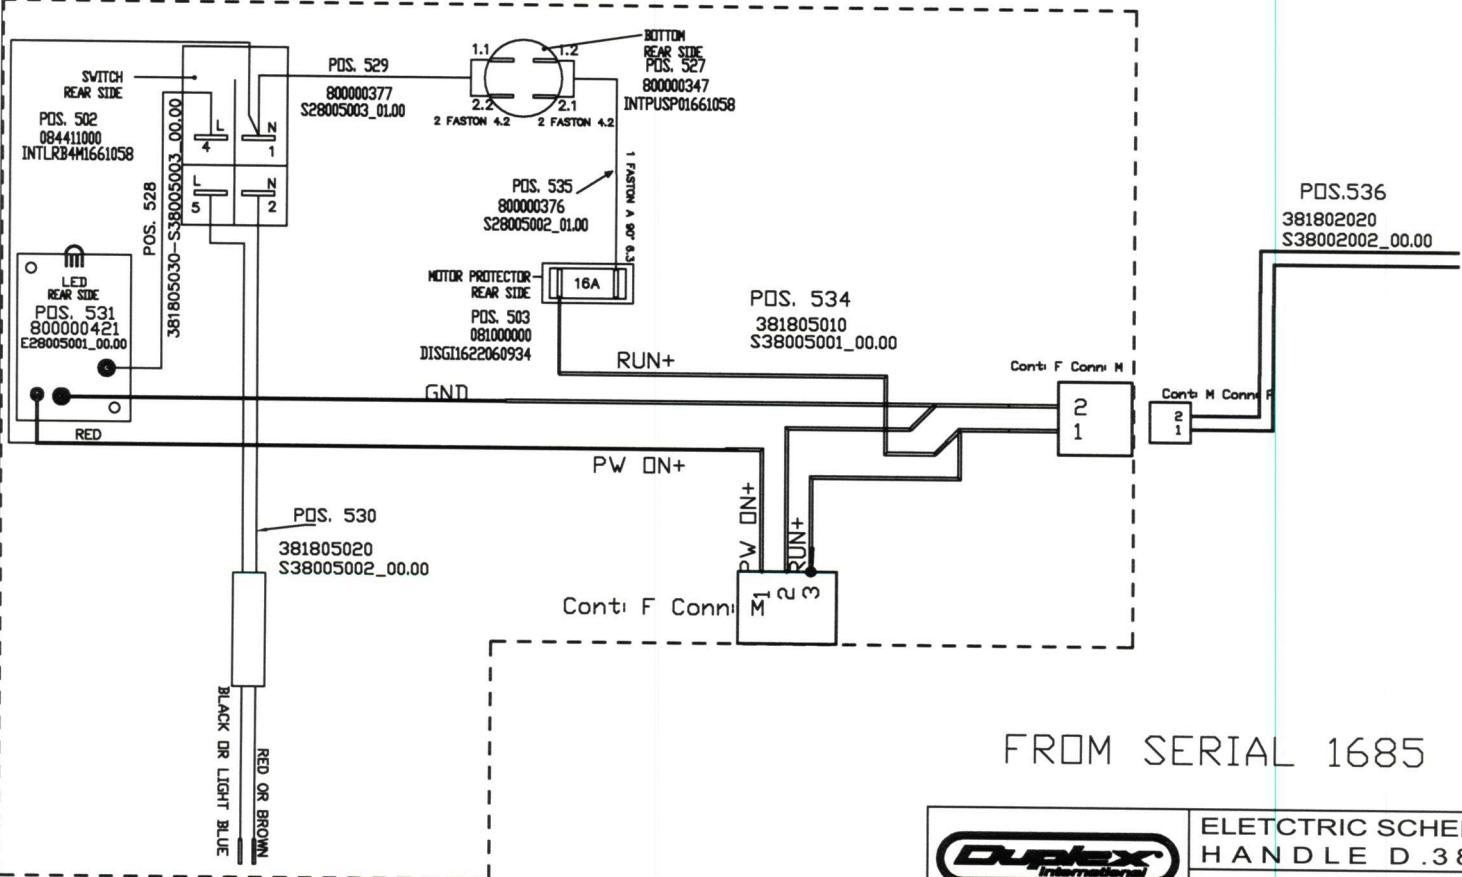 SWITCH
REAR SIDE
POS. 502
084411000
INTLRB4M1661058
L
4
N
1
L
5
N
2
POS. 528
381805030-S38005003_00.00
POS. 529
800000377
S28005003_01.00
1.1
1.2
2.2
2.1
2 FASTON 4.2
2 FASTON 4.2
BOTTOM
REAR SIDE
POS. 527
800000347
INTPUSP01661058
1 FASTON A 90° 6.3
POS. 535
800000376
S28005002_01.00
MOTOR PROTECTOR
REAR SIDE
16A
POS. 503
081000000
DISGI1622060934
LED
REAR SIDE
POS. 531
800000421
E28005001_00.00
RED
GND
RUN+
PW ON+
POS. 534
381805010
S38005001_00.00
Cont: F Conn: M
2
1
Cont: M Conn: F
2
1
POS.536
381802020
S38002002_00.00
PW ON+
RUN+
Cont: F Conn:
M
1
2
3
POS. 530
381805020
S38005002_00.00
BLACK OR LIGHT BLUE
RED OR BROWN
FROM SERIAL 1685
Duplex
International
ELETCTRIC SCHE
HANDLE D.38